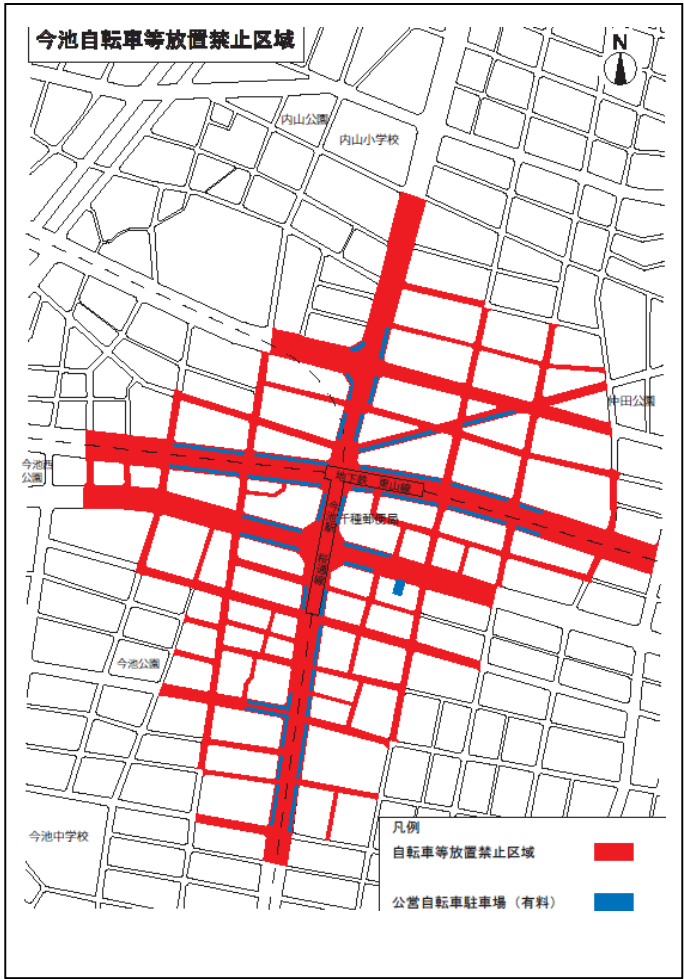 今池自転車等放置禁止区域
N
内山公園
内山小学校
仲田公園
今池西
公園
地下鉄 東山線
千種郵便局
今池公園
今池中学校
凡例
自転車等放置禁止区域
公営自転車駐車場（有料）